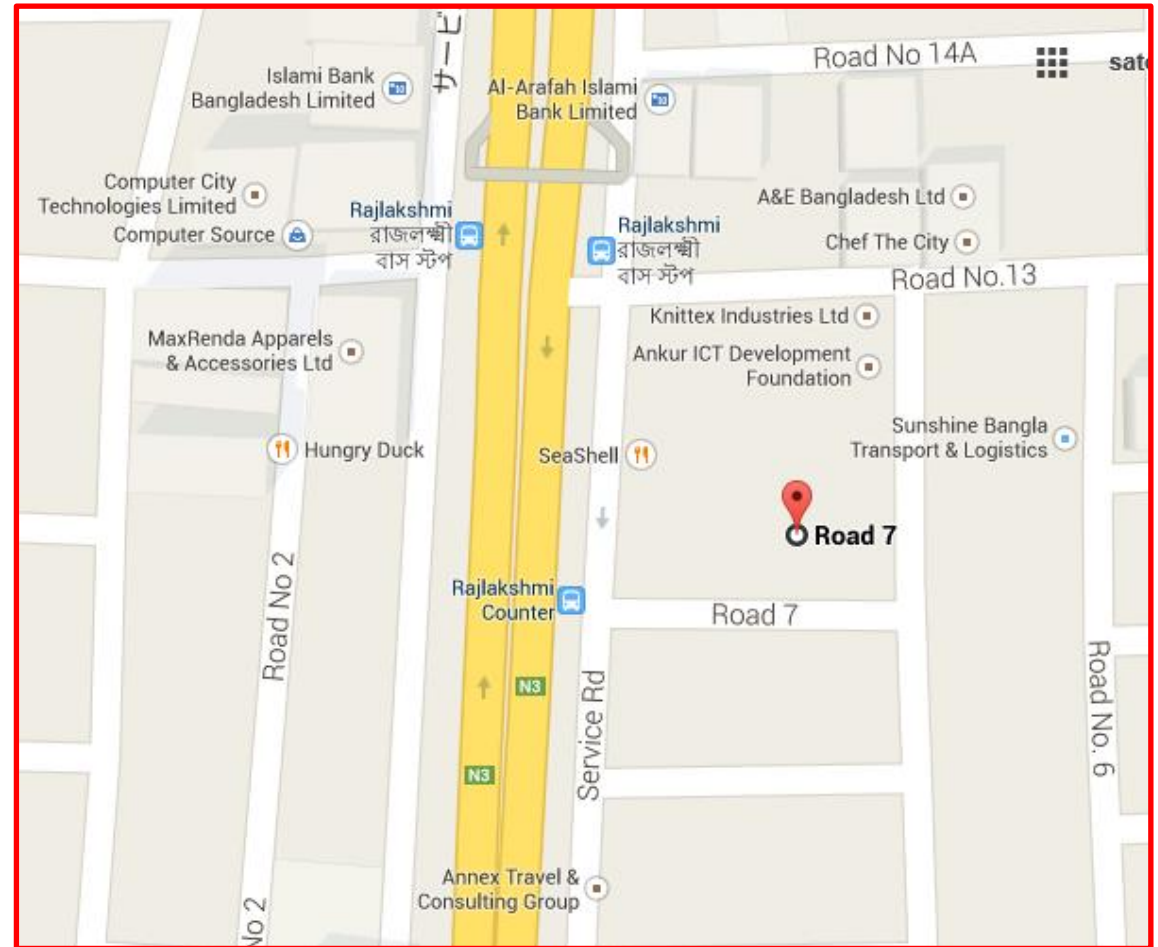 サービ
Road No 14A
sat
Islami Bank
Bangladesh Limited
Al-Arafah Islami
Bank Limited
Computer City
Technologies Limited
Computer Source
Rajlakshmi
রাজলক্ষ্মী
বাস স্টপ
Rajlakshmi
রাজলক্ষ্মী
বাস স্টপ
A&E Bangladesh Ltd
Chef The City
Road No.13
Knittex Industries Ltd
MaxRenda Apparels
& Accessories Ltd
Ankur ICT Development
Foundation
Hungry Duck
SeaShell
Sunshine Bangla
Transport & Logistics
Road 7
Road No 2
Rajlakshmi
Counter
Road 7
Road No. 6
N3
Service Rd
N3
Annex Travel &
Consulting Group
No 2